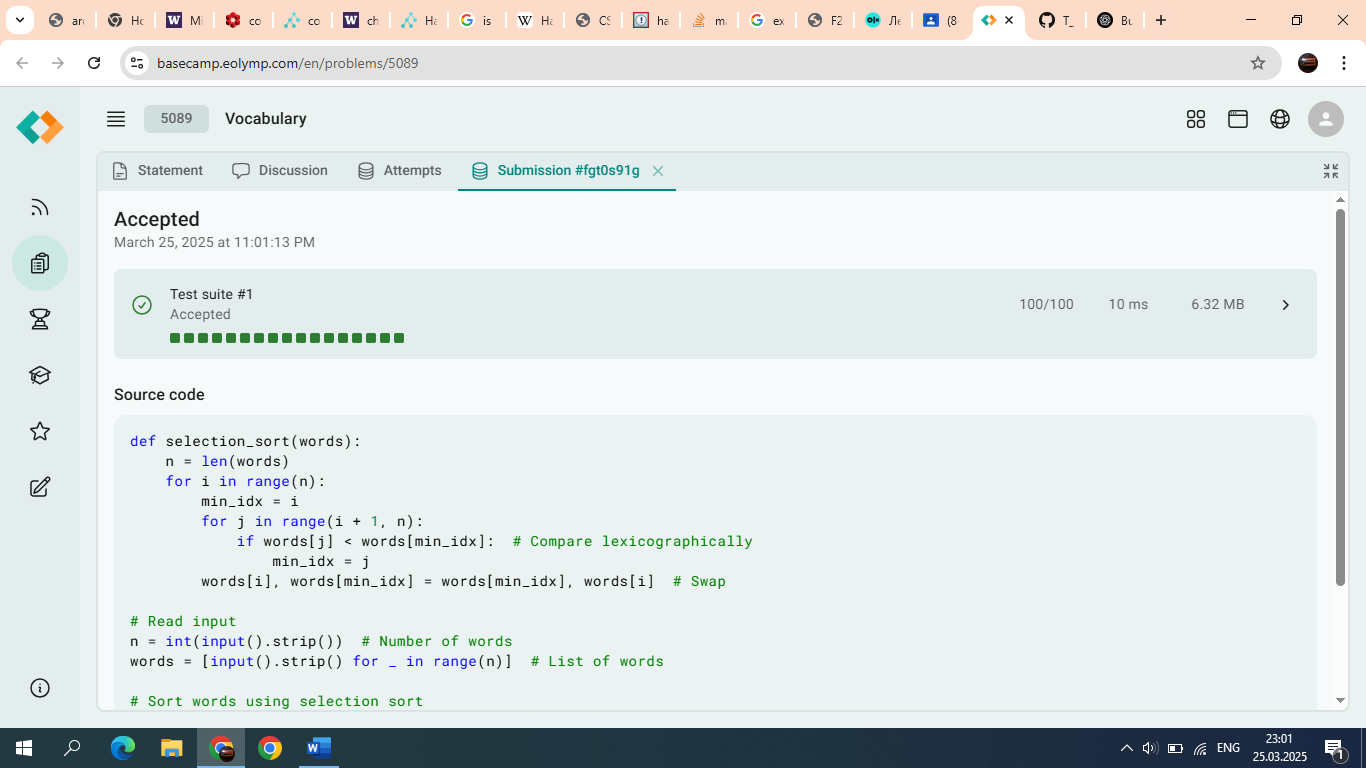 arc
Ho
Mi
co
co
ch
Ha
is
Ha
CS
ha
ma
ex
F2
Ле
(8
T_
Bu
basecamp.eolymp.com/en/problems/5089
5089
Vocabulary
Statement
Discussion
Attempts
Submission #fgt0s91g
Accepted
March 25, 2025 at 11:01:13 PM
Test suite #1
Accepted
100/100 10 ms 6.32 MB
Source code
def selection_sort(words):
    n = len(words)
    for i in range(n):
        min_idx = i
        for j in range(i + 1, n):
            if words[j] < words[min_idx]:  # Compare lexicographically
                min_idx = j
        words[i], words[min_idx] = words[min_idx], words[i]  # Swap
# Read input
n = int(input().strip())  # Number of words
words = [input().strip() for _ in range(n)]  # List of words
# Sort words using selection sort
ENG
23:01
25.03.2025
1